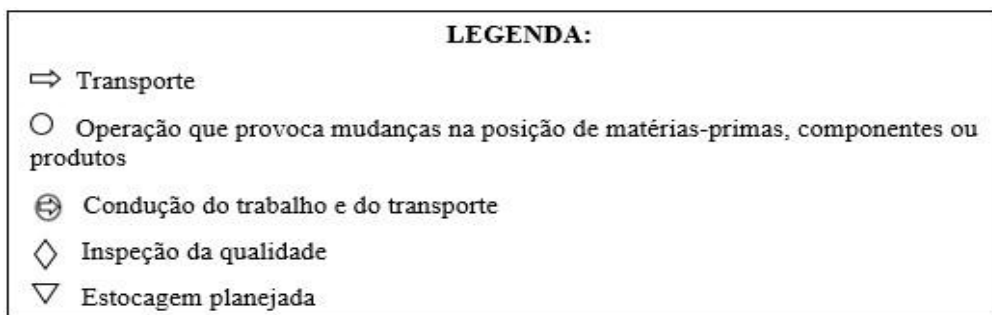 LEGENDA:
Transporte
Operação que provoca mudanças na posição de matérias-primas, componentes ou
produtos
Condução do trabalho e do transporte
Inspeção da qualidade
Estocagem planejada